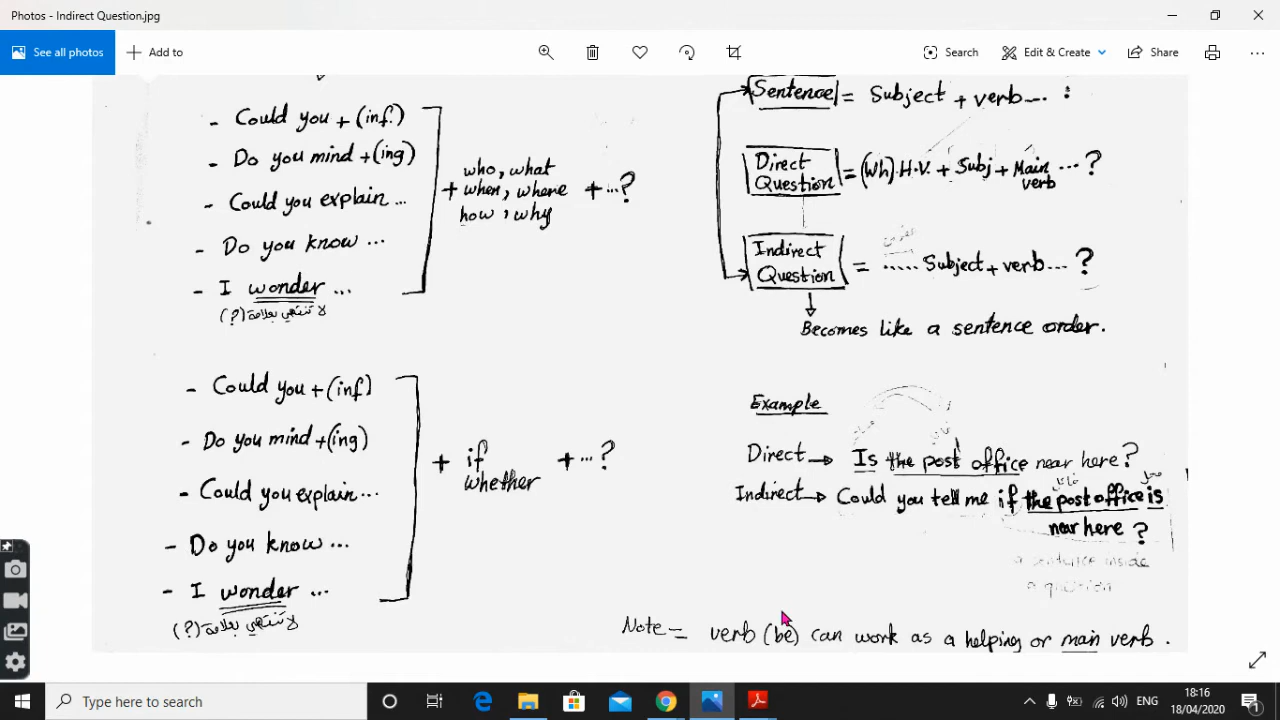 Photos - Indirect Question.jpg
See all photos
Add to
Search
Edit & Create
Share
- Could you + (inf)
- Do you mind + (ing)
- Could you explain ...
- Do you know ...
- I wonder ...
لا تنتهي بعلامة (?)
+ who, what
when, where
how, why
+ ...?
- Could you + (inf)
- Do you mind + (ing)
- Could you explain ...
- Do you know ...
- I wonder ...
لا تنتهي بعلامة (?)
+ if
whether
+ ...?
Sentence = Subject + verb... :
Direct Question = (Wh). H.V. + Subj + Main verb ... ?
Indirect Question = ...... Subject + verb ... ?
Becomes like a sentence order.
Example
Direct → Is the post office near here?
Indirect → Could you tell me if the post office is
near here ?
a sentence inside
a question
Note = verb (be) can work as a helping or main verb.
Type here to search
ENG
18:16
18/04/2020
1